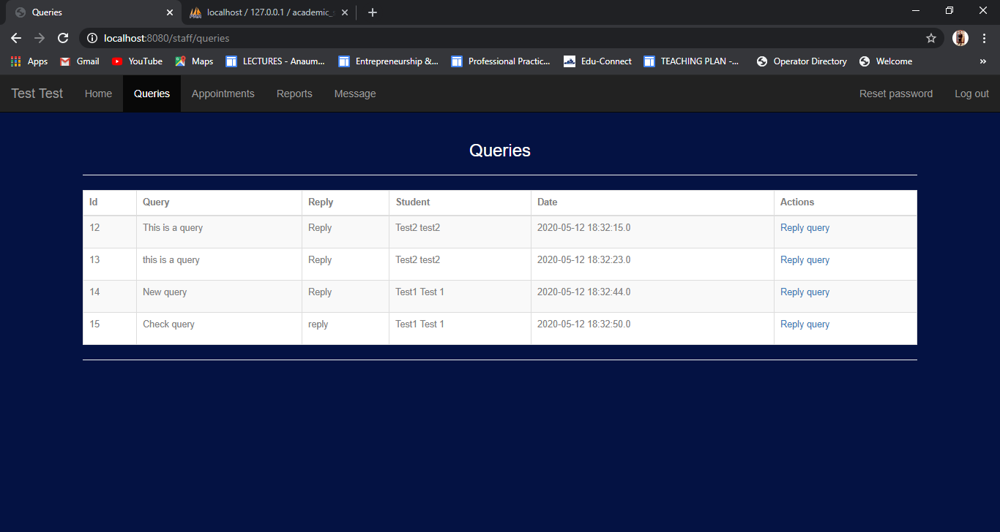 Queries
localhost / 127.0.0.1 / academic_s
localhost:8080/staff/queries
Apps Gmail YouTube Maps LECTURES - Anaum... Entrepreneurship &... Professional Practic... Edu-Connect TEACHING PLAN -... Operator Directory Welcome »
Test Test Home Queries Appointments Reports Message Reset password Log out
Queries
Id Query Reply Student Date Actions
12 This is a query Reply Test2 test2 2020-05-12 18:32:15.0 Reply query
13 this is a query Reply Test2 test2 2020-05-12 18:32:23.0 Reply query
14 New query Reply Test1 Test 1 2020-05-12 18:32:44.0 Reply query
15 Check query reply Test1 Test 1 2020-05-12 18:32:50.0 Reply query